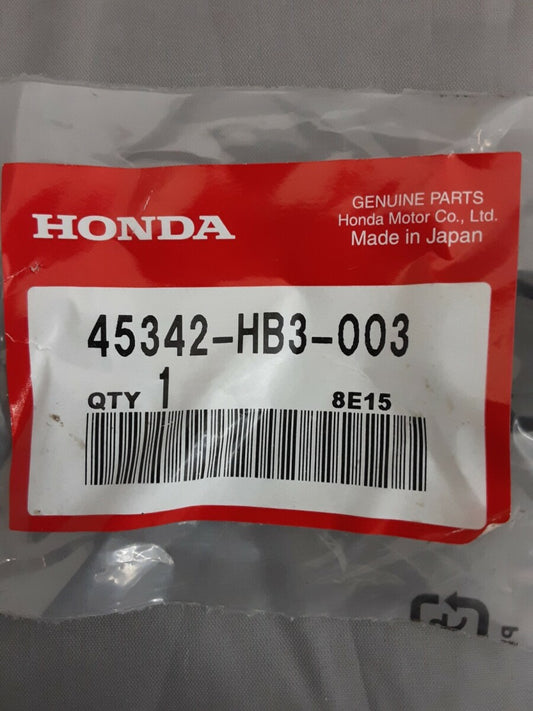 HONDA
GENUINE PARTS
Honda Motor Co., Ltd.
Made in Japan
45342-HB3-003
QTY 1
8E15